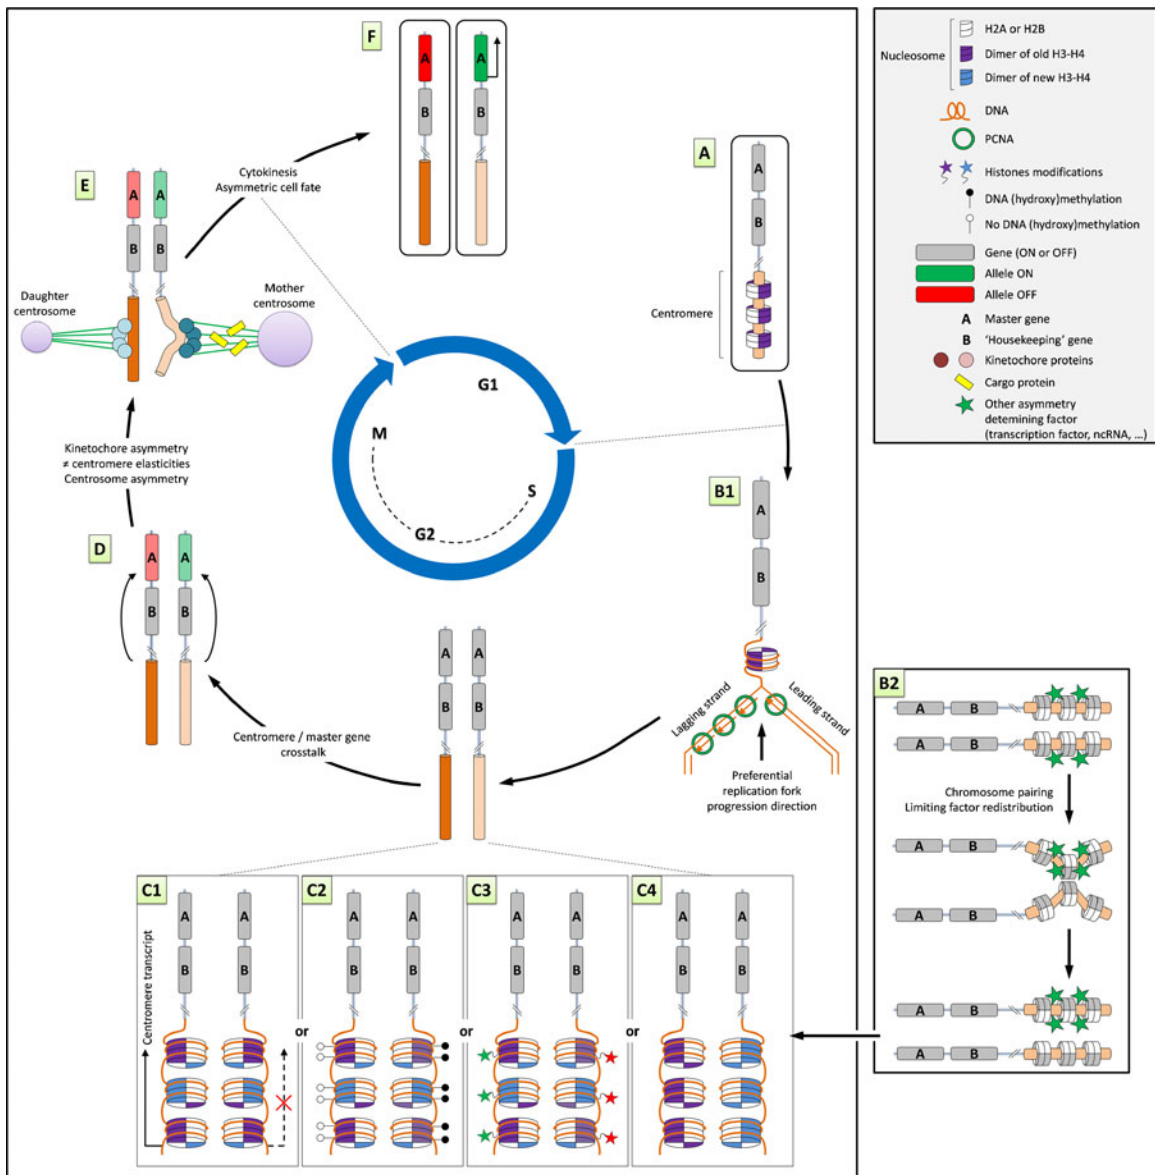 F
A
B
A
B
Cytokinesis
Asymmetric cell fate
E
A
A
B
B
Daughter
centrosome
Mother
centrosome
A
A
B
Centromere
G1
M
S
G2
Kinetochore asymmetry
≠ centromere elasticities
Centrosome asymmetry
D
A
A
B
B
B1
A
B
Lagging strand
Leading strand
Preferential
replication fork
progression direction
A
A
B
B
Centromere / master gene
crosstalk
C1
A
A
B
B
Centromere transcript
or
C2
A
A
B
B
or
C3
A
A
B
B
or
C4
A
A
B
B
Nucleosome
H2A or H2B
Dimer of old H3-H4
Dimer of new H3-H4
DNA
PCNA
Histones modifications
DNA (hydroxy)methylation
No DNA (hydroxy)methylation
Gene (ON or OFF)
Allele ON
Allele OFF
A Master gene
B 'Housekeeping' gene
Kinetochore proteins
Cargo protein
Other asymmetry
detemining factor
(transcription factor, ncRNA, ...)
B2
A B
A B
Chromosome pairing
Limiting factor redistribution
A B
A B
A B
A B